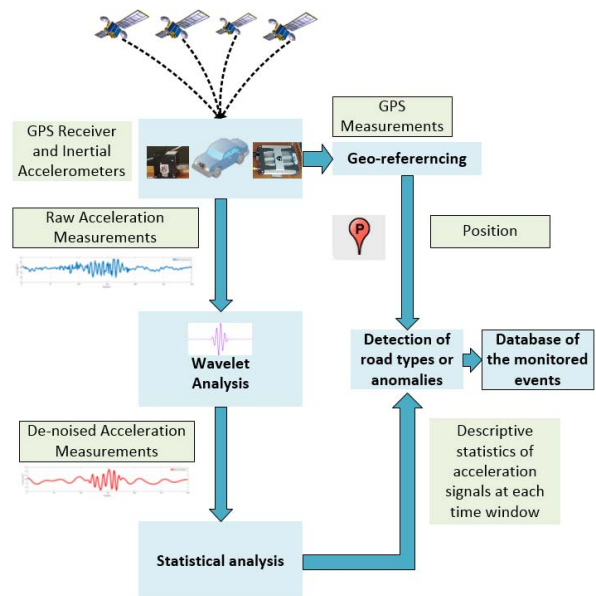 GPS Receiver
and Inertial
Accelerometers
GPS
Measurements
Geo-refererncing
Raw Acceleration
Measurements
P
Position
Wavelet
Analysis
Detection of
road types or
anomalies
Database of
the monitored
events
De-noised Acceleration
Measurements
Descriptive
statistics of
acceleration
signals at each
time window
Statistical analysis